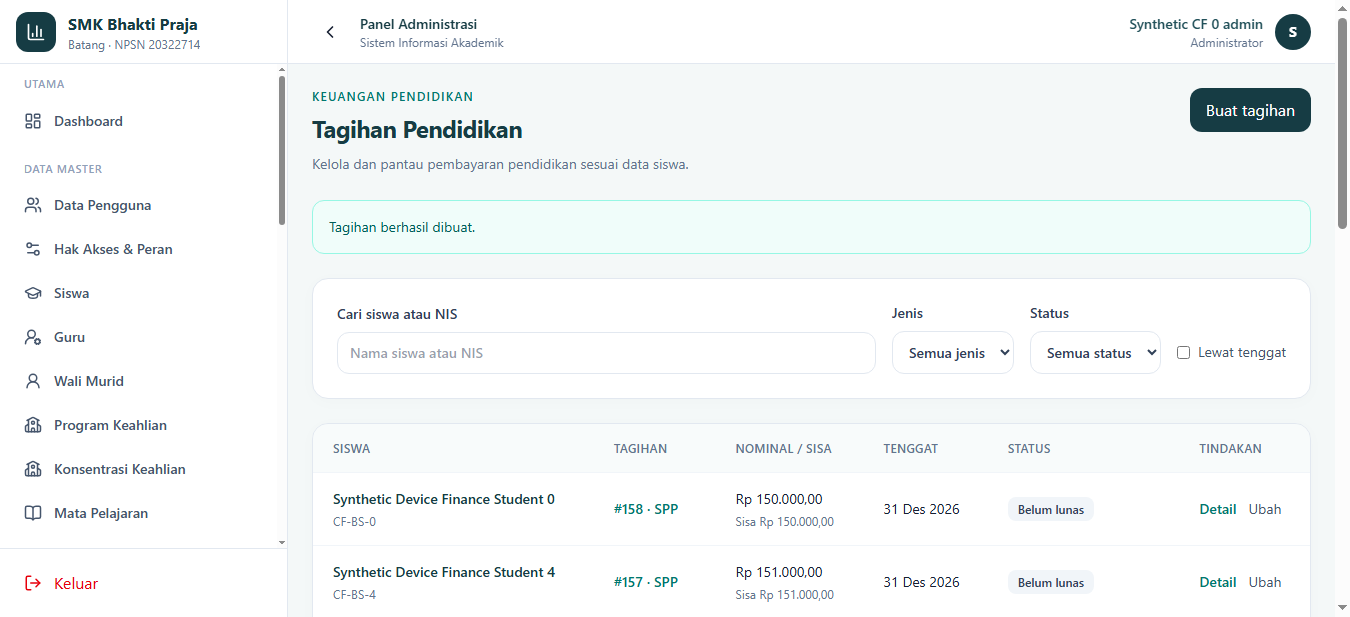 SMK Bhakti Praja
Batang · NPSN 20322714
UTAMA
Dashboard
DATA MASTER
Data Pengguna
Hak Akses & Peran
Siswa
Guru
Wali Murid
Program Keahlian
Konsentrasi Keahlian
Mata Pelajaran
Keluar
Panel Administrasi
Sistem Informasi Akademik
Synthetic CF 0 admin
Administrator
S
KEUANGAN PENDIDIKAN
Tagihan Pendidikan
Kelola dan pantau pembayaran pendidikan sesuai data siswa.
Buat tagihan
Tagihan berhasil dibuat.
Cari siswa atau NIS
Nama siswa atau NIS
Jenis
Semua jenis
Status
Semua status
Lewat tenggat
SISWA TAGIHAN NOMINAL / SISA TENGGAT STATUS TINDAKAN
Synthetic Device Finance Student 0
CF-BS-0
#158 · SPP
Rp 150.000,00
Sisa Rp 150.000,00
31 Des 2026
Belum lunas
Detail Ubah
Synthetic Device Finance Student 4
CF-BS-4
#157 · SPP
Rp 151.000,00
Sisa Rp 151.000,00
31 Des 2026
Belum lunas
Detail Ubah